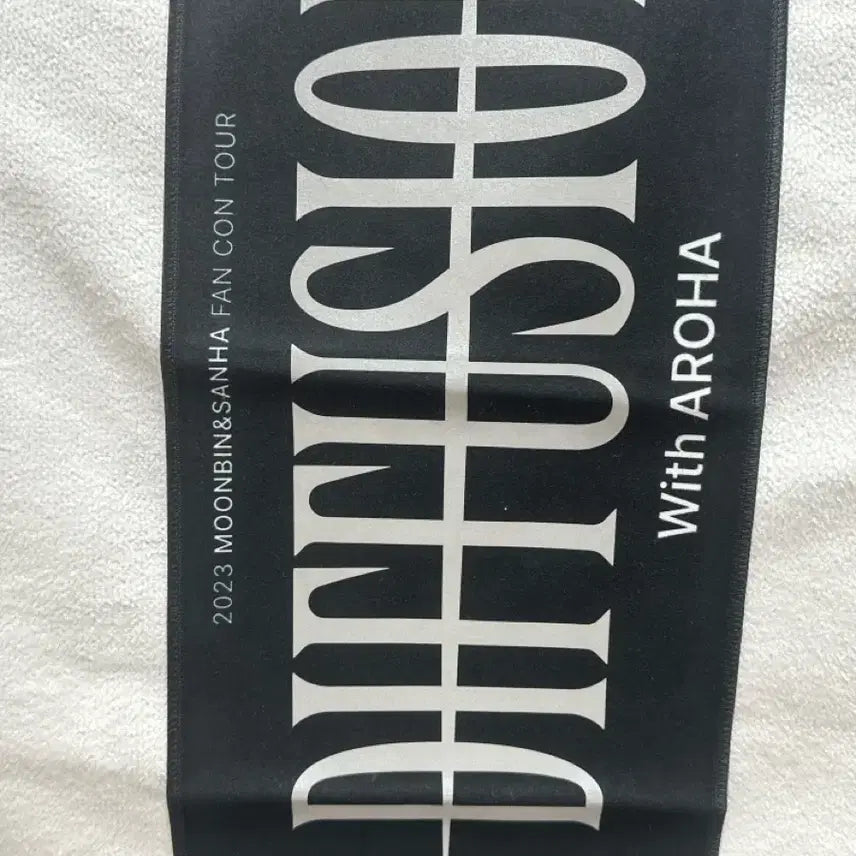 2023 MOONBIN&SANHA FAN CON TOUR
DIFFUSIO
With AROHA